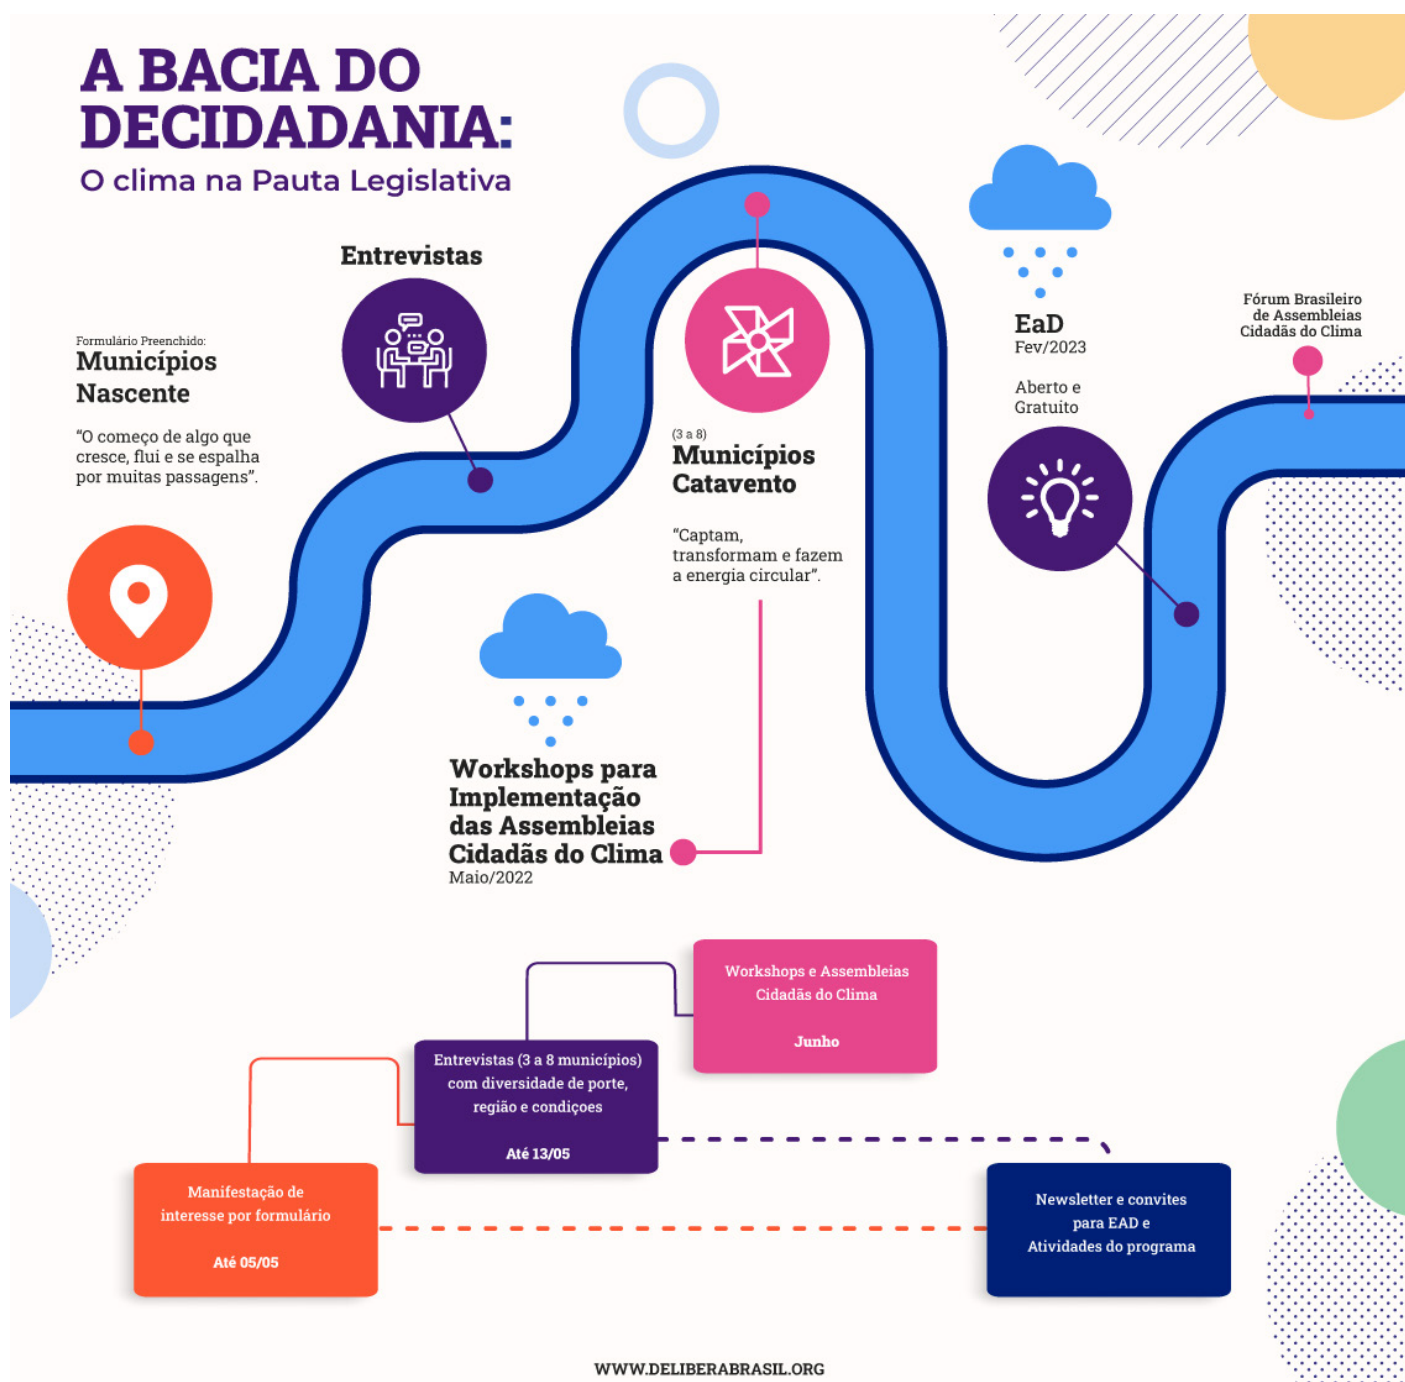 A BACIA DO
DECIDADANIA:
O clima na Pauta Legislativa
Formulário Preenchido:
Municípios
Nascente
“O começo de algo que
cresce, flui e se espalha
por muitas passagens”.
Entrevistas
(3 a 8)
Municípios
Catavento
“Captam,
transformam e fazem
a energia circular”.
Workshops para
Implementação
das Assembleias
Cidadãs do Clima
Maio/2022
EaD
Fev/2023
Aberto e
Gratuito
Fórum Brasileiro
de Assembleias
Cidadãs do Clima
Manifestação de
interesse por formulário
Até 05/05
Entrevistas (3 a 8 municípios)
com diversidade de porte,
região e condiçoes
Até 13/05
Workshops e Assembleias
Cidadãs do Clima
Junho
Newsletter e convites
para EAD e
Atividades do programa
WWW.DELIBERABRASIL.ORG